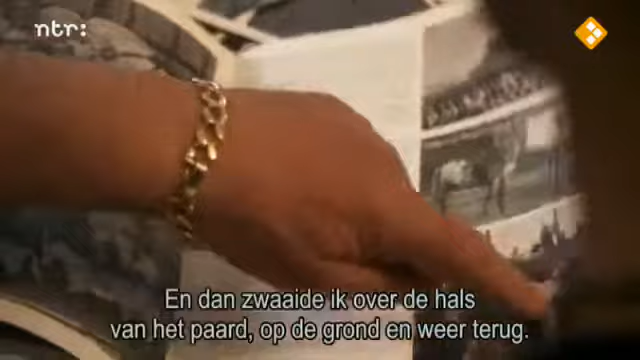 ntr:
En dan zwaaide ik over de hals
van het paard, op de grond en weer terug.